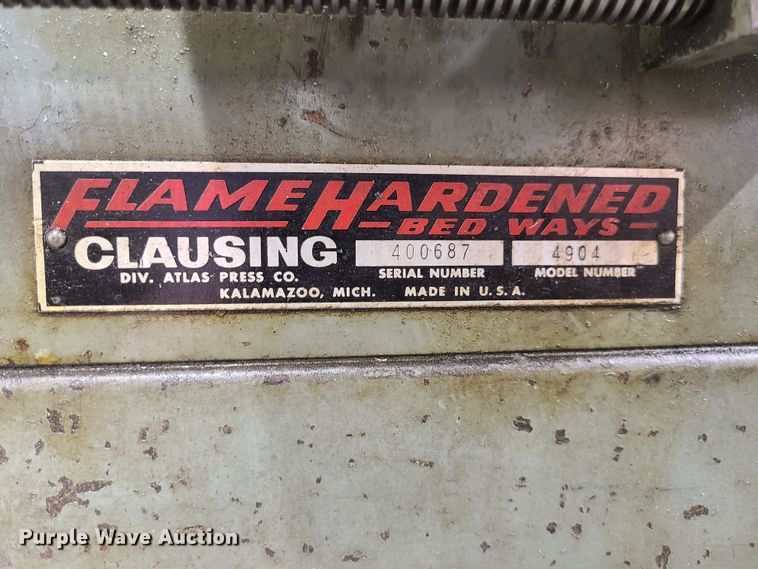 FLAME HARDENED
BED WAYS
CLAUSING 400687 4904
DIV. ATLAS PRESS CO. SERIAL NUMBER MODEL NUMBER
KALAMAZOO, MICH. MADE IN U.S.A.
Purple Wave Auction